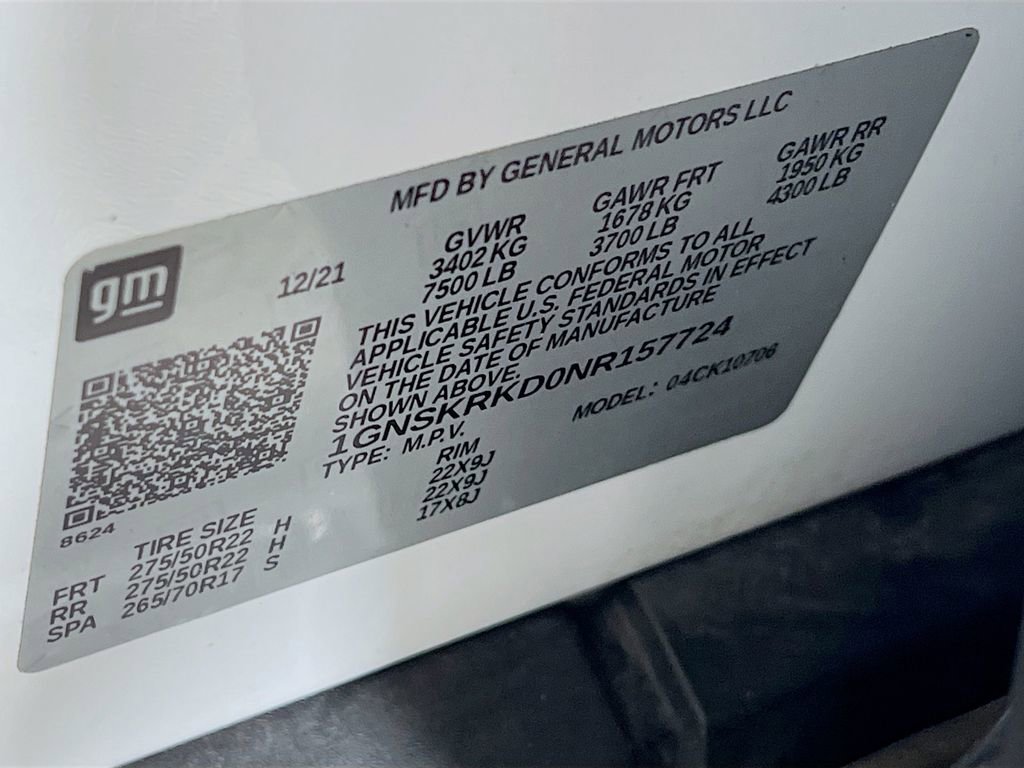 MFD BY GENERAL MOTORS LLC
gm
12/21
GVWR GAWR FRT GAWR RR
3402 KG 1678 KG 1950 KG
7500 LB 3700 LB 4300 LB
THIS VEHICLE CONFORMS TO ALL
APPLICABLE U.S. FEDERAL MOTOR
VEHICLE SAFETY STANDARDS IN EFFECT
ON THE DATE OF MANUFACTURE
SHOWN ABOVE.
1GNSKRKD0NR157724
TYPE: M.P.V. MODEL: 04CK10706
8624
TIRE SIZE RIM
FRT 275/50R22 H 22X9J
RR 275/50R22 H 22X9J
SPA 265/70R17 S 17X8J